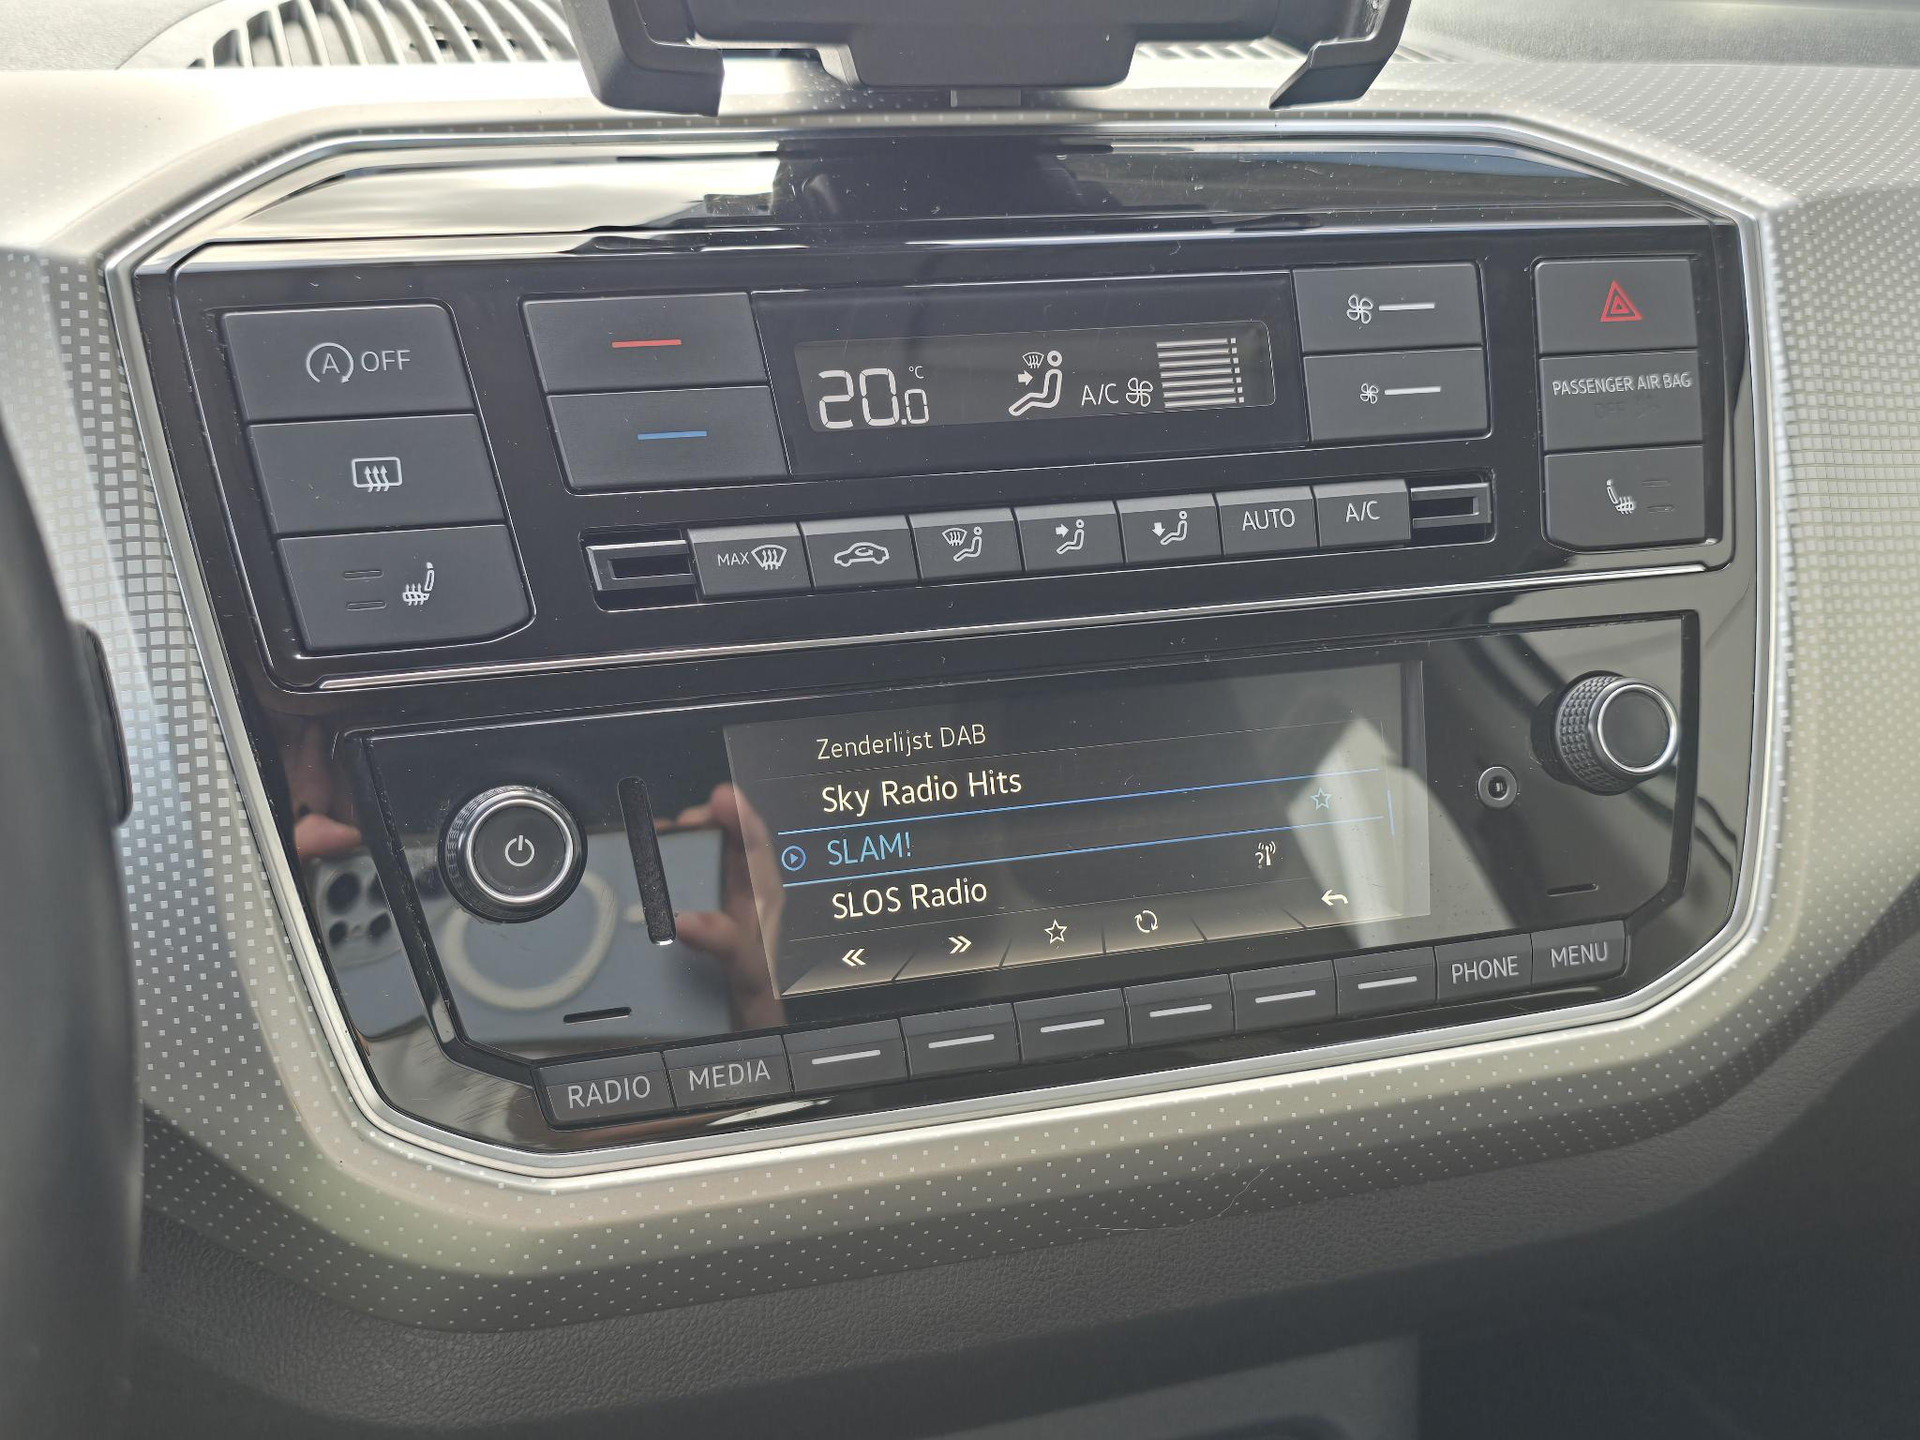 A OFF
20.0 °C A/C
PASSENGER AIR BAG
OFF
MAX
AUTO
A/C
Zenderlijst DAB
Sky Radio Hits
SLAM!
SLOS Radio
RADIO
MEDIA
PHONE
MENU